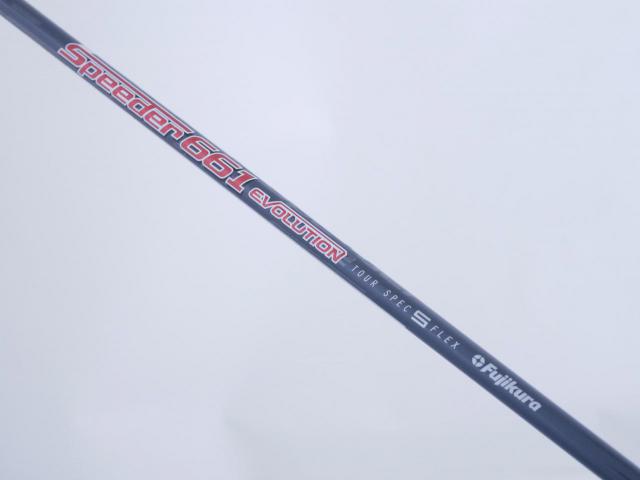 Speeder 661 EVOLUTION TOUR SPEC S FLEX Fujikura